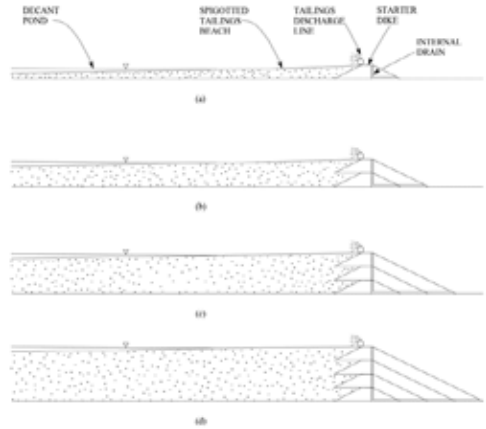 DECANT
POND
SPIGOTTED
TAILINGS
BEACH
TAILINGS
DISCHARGE
LINE
STARTER
DIKE
INTERNAL
DRAIN
(a)
(b)
(c)
(d)